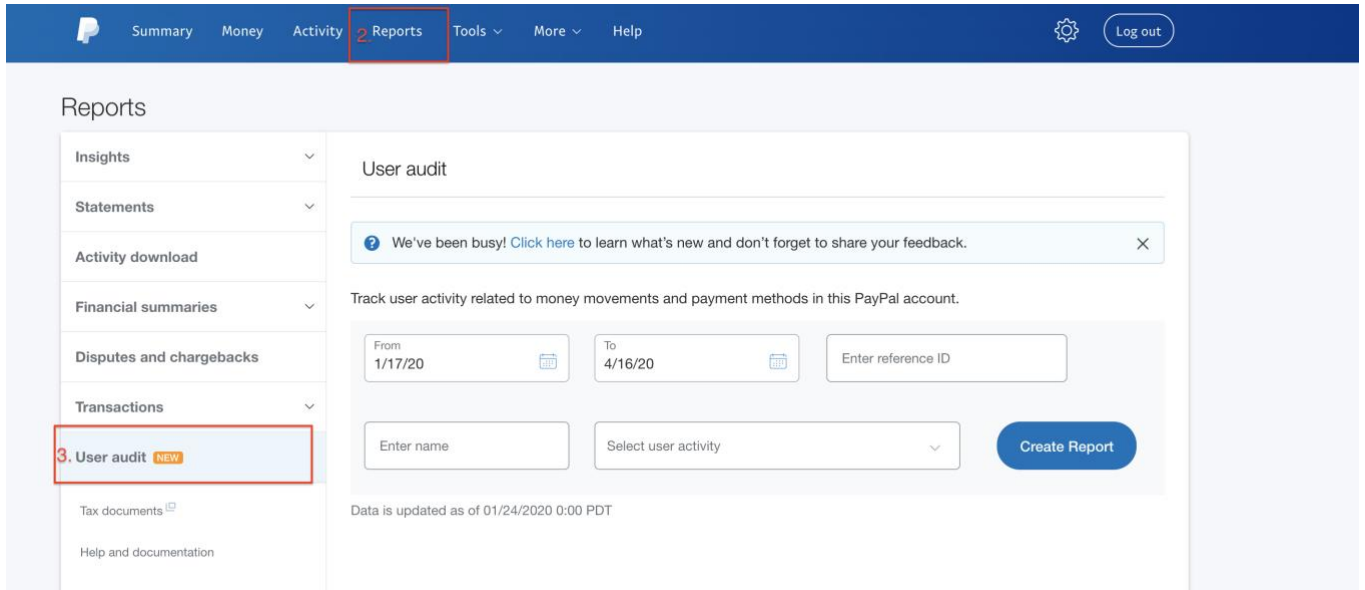 Summary Money Activity 2. Reports Tools More Help Log out
Reports
Insights
Statements
Activity download
Financial summaries
Disputes and chargebacks
Transactions
3. User audit NEW
Tax documents
Help and documentation
User audit
We've been busy! Click here to learn what's new and don't forget to share your feedback.
Track user activity related to money movements and payment methods in this PayPal account.
From
1/17/20
To
4/16/20
Enter reference ID
Enter name
Select user activity
Create Report
Data is updated as of 01/24/2020 0:00 PDT